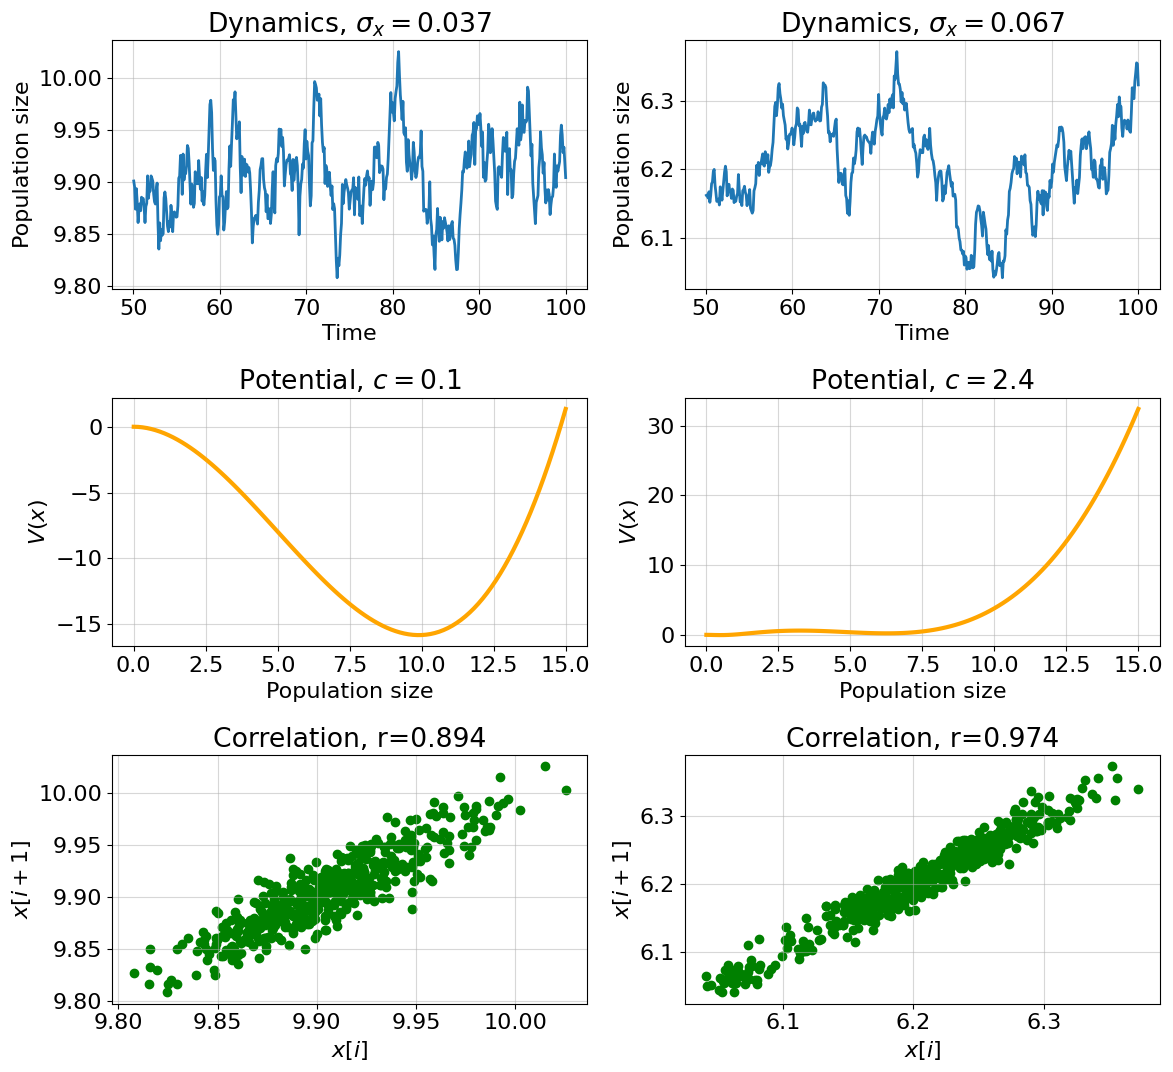 Dynamics, σx = 0.037
Population size
10.00
9.95
9.90
9.85
9.80
50 60 70 80 90 100
Time
Dynamics, σx = 0.067
Population size
6.3
6.2
6.1
50 60 70 80 90 100
Time
Potential, c = 0.1
V(x)
0
−5
−10
−15
0.0 2.5 5.0 7.5 10.0 12.5 15.0
Population size
Potential, c = 2.4
V(x)
30
20
10
0
0.0 2.5 5.0 7.5 10.0 12.5 15.0
Population size
Correlation, r=0.894
x[i + 1]
10.00
9.95
9.90
9.85
9.80
9.80 9.85 9.90 9.95 10.00
x[i]
Correlation, r=0.974
x[i + 1]
6.3
6.2
6.1
6.1 6.2 6.3
x[i]